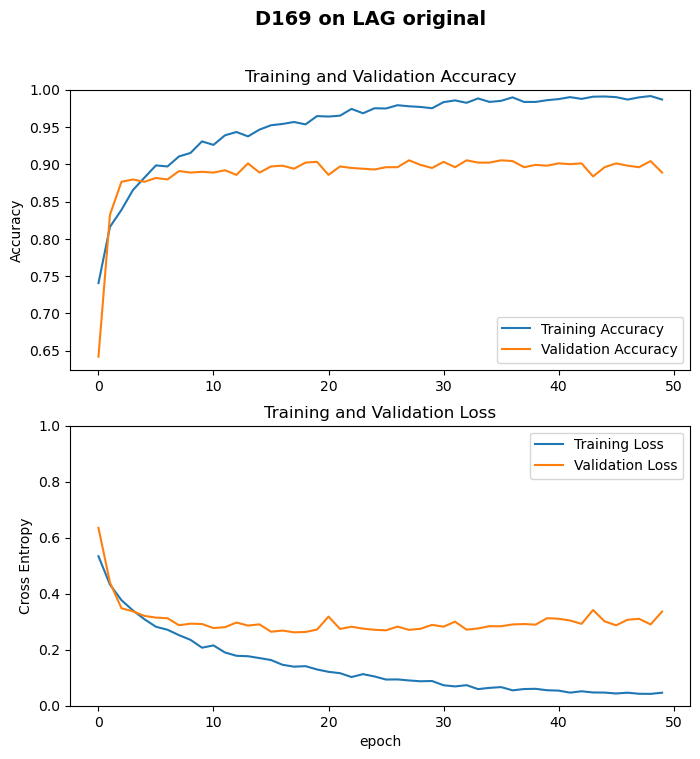 D169 on LAG original
Training and Validation Accuracy
1.00
0.95
0.90
0.85
0.80
0.75
0.70
0.65
Accuracy
Training Accuracy
Validation Accuracy
0 10 20 30 40 50
Training and Validation Loss
1.0
0.8
0.6
0.4
0.2
0.0
Cross Entropy
Training Loss
Validation Loss
0 10 20 30 40 50
epoch